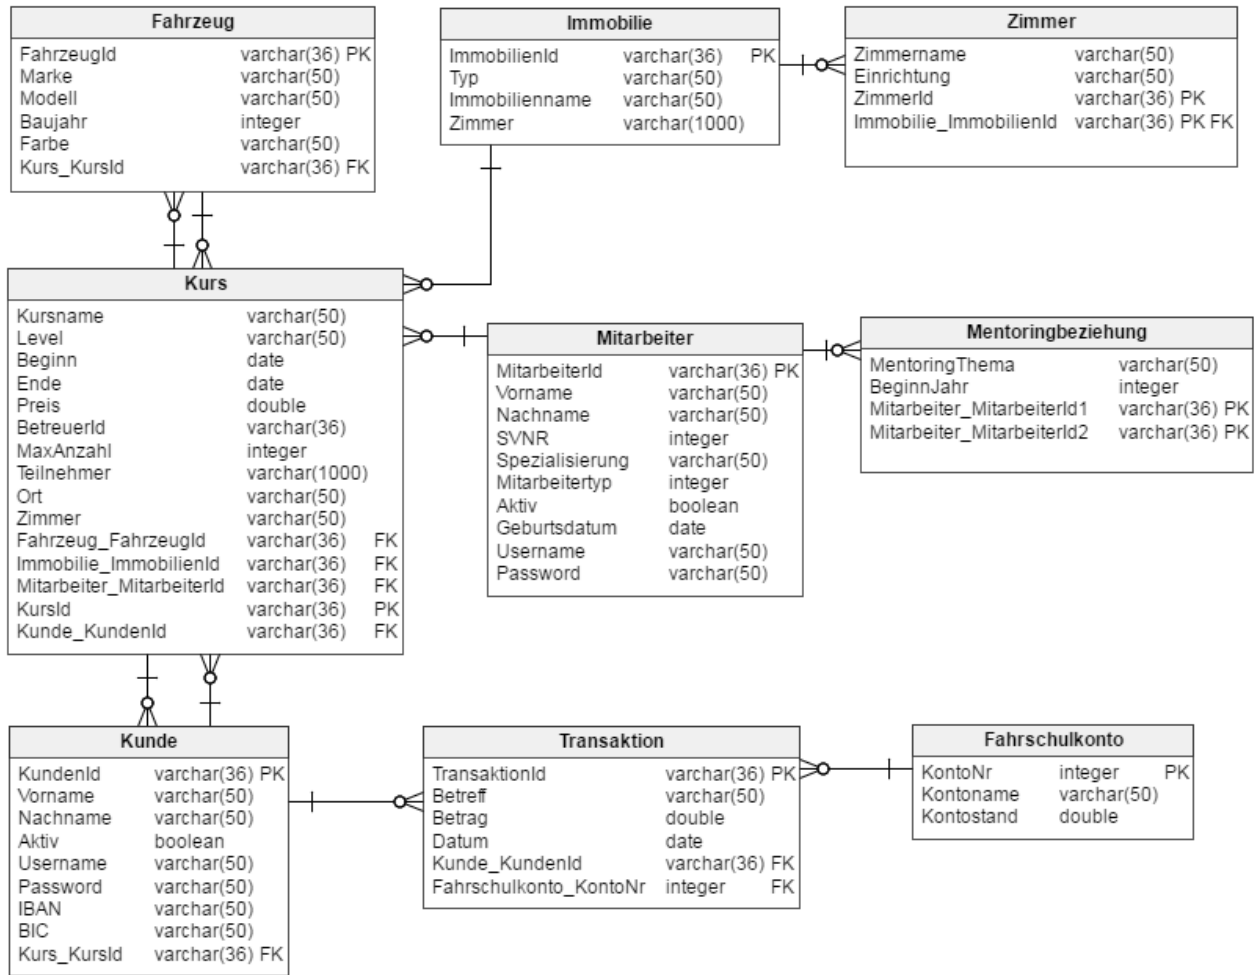 Fahrzeug
FahrzeugId varchar(36) PK
Marke varchar(50)
Modell varchar(50)
Baujahr integer
Farbe varchar(50)
Kurs_KursId varchar(36) FK
Immobilie
ImmobilienId varchar(36) PK
Typ varchar(50)
Immobilienname varchar(50)
Zimmer varchar(1000)
Zimmer
Zimmername varchar(50)
Einrichtung varchar(50)
ZimmerId varchar(36) PK
Immobilie_ImmobilienId varchar(36) PK FK
Kurs
Kursname varchar(50)
Level varchar(50)
Beginn date
Ende date
Preis double
BetreuerId varchar(36)
MaxAnzahl integer
Teilnehmer varchar(1000)
Ort varchar(50)
Zimmer varchar(50)
Fahrzeug_FahrzeugId varchar(36) FK
Immobilie_ImmobilienId varchar(36) FK
Mitarbeiter_MitarbeiterId varchar(36) FK
KursId varchar(36) PK
Kunde_KundenId varchar(36) FK
Mitarbeiter
MitarbeiterId varchar(36) PK
Vorname varchar(50)
Nachname varchar(50)
SVNR integer
Spezialisierung varchar(50)
Mitarbeitertyp integer
Aktiv boolean
Geburtsdatum date
Username varchar(50)
Password varchar(50)
Mentoringbeziehung
MentoringThema varchar(50)
BeginnJahr integer
Mitarbeiter_MitarbeiterId1 varchar(36) PK
Mitarbeiter_MitarbeiterId2 varchar(36) PK
Kunde
KundenId varchar(36) PK
Vorname varchar(50)
Nachname varchar(50)
Aktiv boolean
Username varchar(50)
Password varchar(50)
IBAN varchar(50)
BIC varchar(50)
Kurs_KursId varchar(36) FK
Transaktion
TransaktionId varchar(36) PK
Betreff varchar(50)
Betrag double
Datum date
Kunde_KundenId varchar(36) FK
Fahrschulkonto_KontoNr integer FK
Fahrschulkonto
KontoNr integer PK
Kontoname varchar(50)
Kontostand double